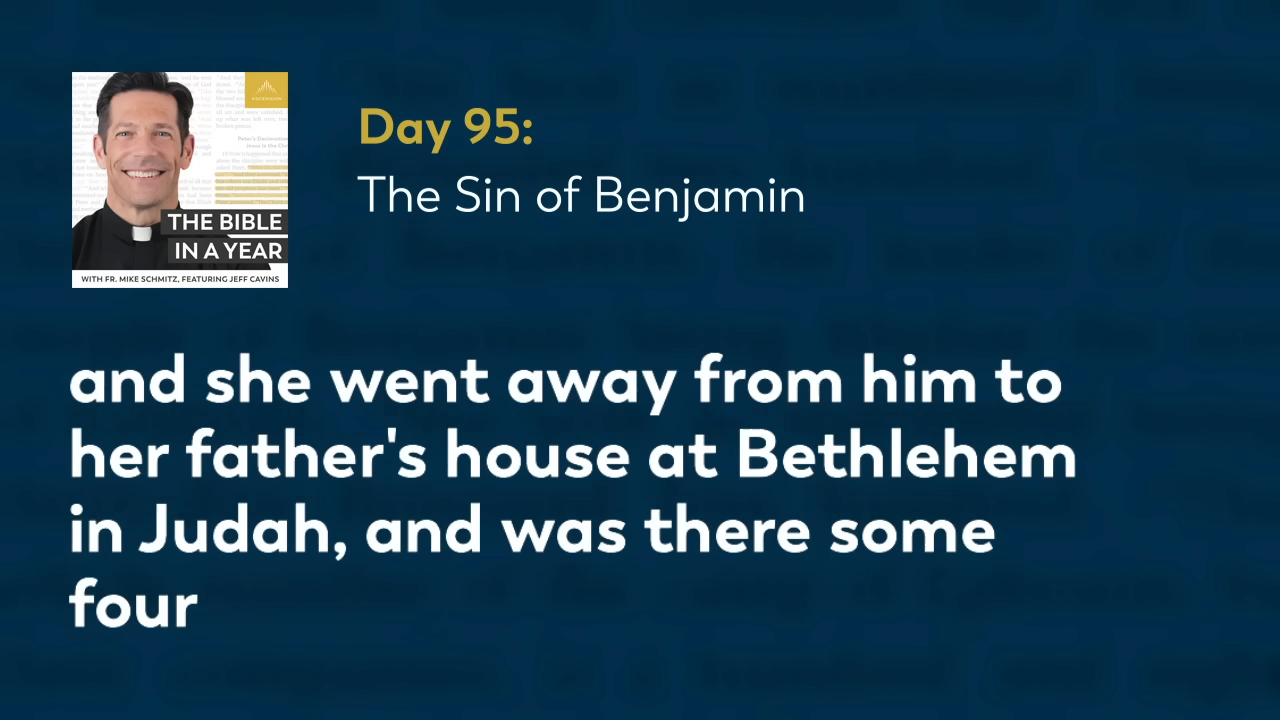 ASCENSION
THE BIBLE
IN A YEAR
WITH FR. MIKE SCHMITZ, FEATURING JEFF CAVINS
Day 95:
The Sin of Benjamin
and she went away from him to
her father's house at Bethlehem
in Judah, and was there some
four